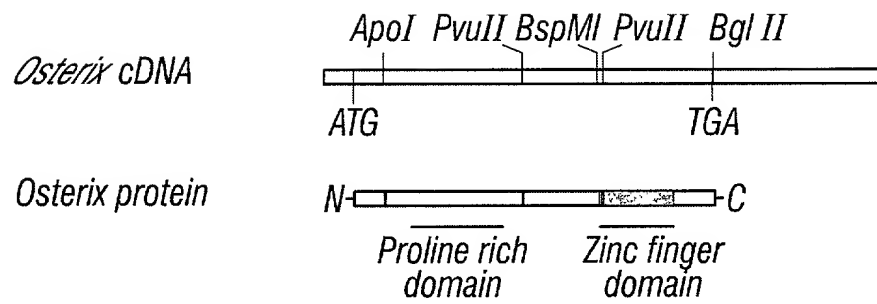 ApoI PvuII BspMI PvuII Bgl II
Osterix cDNA
ATG TGA
Osterix protein N C
Proline rich domain
Zinc finger domain